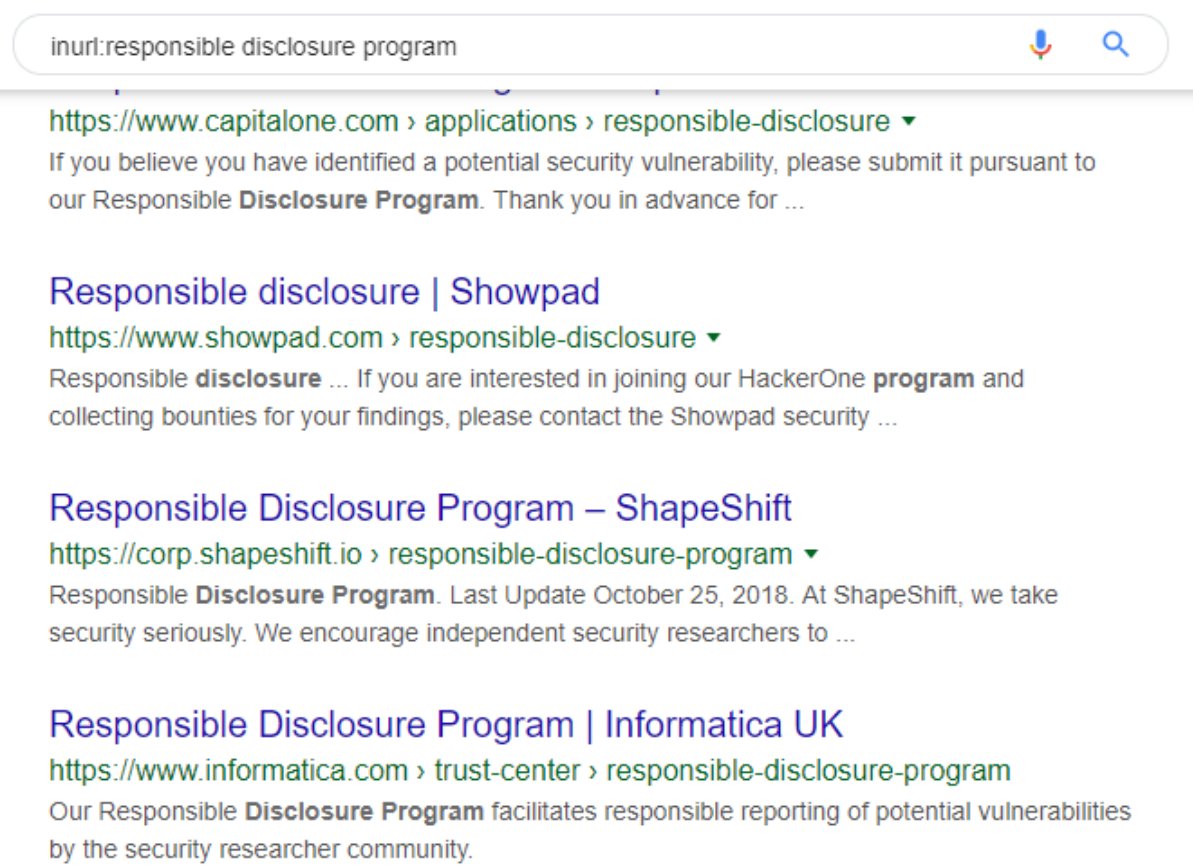 inurl:responsible disclosure program
https://www.capitalone.com › applications › responsible-disclosure
If you believe you have identified a potential security vulnerability, please submit it pursuant to
our Responsible Disclosure Program. Thank you in advance for ...
Responsible disclosure | Showpad
https://www.showpad.com › responsible-disclosure
Responsible disclosure ... If you are interested in joining our HackerOne program and
collecting bounties for your findings, please contact the Showpad security ...
Responsible Disclosure Program – ShapeShift
https://corp.shapeshift.io › responsible-disclosure-program
Responsible Disclosure Program. Last Update October 25, 2018. At ShapeShift, we take
security seriously. We encourage independent security researchers to ...
Responsible Disclosure Program | Informatica UK
https://www.informatica.com › trust-center › responsible-disclosure-program
Our Responsible Disclosure Program facilitates responsible reporting of potential vulnerabilities
by the security researcher community.